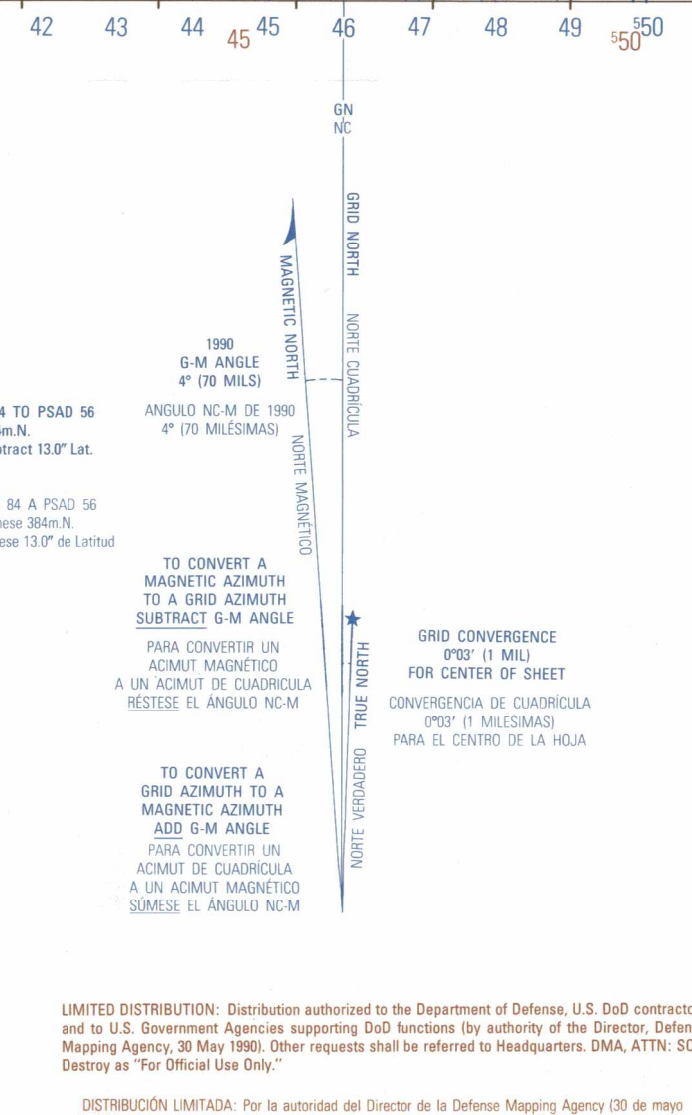 42 43 44 45 45 46 47 48 49 ⁵50 ⁵50
GN
NC
GRID NORTH
NORTE CUADRÍCULA
MAGNETIC NORTH
NORTE MAGNÉTICO
1990
G-M ANGLE
4° (70 MILS)
ANGULO NC-M DE 1990
4° (70 MILÉSIMAS)
4 TO PSAD 56
m.N.
tract 13.0" Lat.
84 A PSAD 56
nese 384m.N.
ese 13.0" de Latitud
TO CONVERT A
MAGNETIC AZIMUTH
TO A GRID AZIMUTH
SUBTRACT G-M ANGLE
PARA CONVERTIR UN
ACIMUT MAGNÉTICO
A UN ACIMUT DE CUADRICULA
RÉSTESE EL ÁNGULO NC-M
TRUE NORTH
NORTE VERDADERO
GRID CONVERGENCE
0°03' (1 MIL)
FOR CENTER OF SHEET
CONVERGENCIA DE CUADRÍCULA
0°03' (1 MILÉSIMAS)
PARA EL CENTRO DE LA HOJA
TO CONVERT A
GRID AZIMUTH TO A
MAGNETIC AZIMUTH
ADD G-M ANGLE
PARA CONVERTIR UN
ACIMUT DE CUADRÍCULA
A UN ACIMUT MAGNÉTICO
SÚMESE EL ÁNGULO NC-M
LIMITED DISTRIBUTION: Distribution authorized to the Department of Defense, U.S. DoD contracto
and to U.S. Government Agencies supporting DoD functions (by authority of the Director, Defen
Mapping Agency, 30 May 1990). Other requests shall be referred to Headquarters. DMA, ATTN: SC
Destroy as "For Official Use Only."
DISTRIBUCIÓN LIMITADA: Por la autoridad del Director de la Defense Mapping Agency (30 de mayo